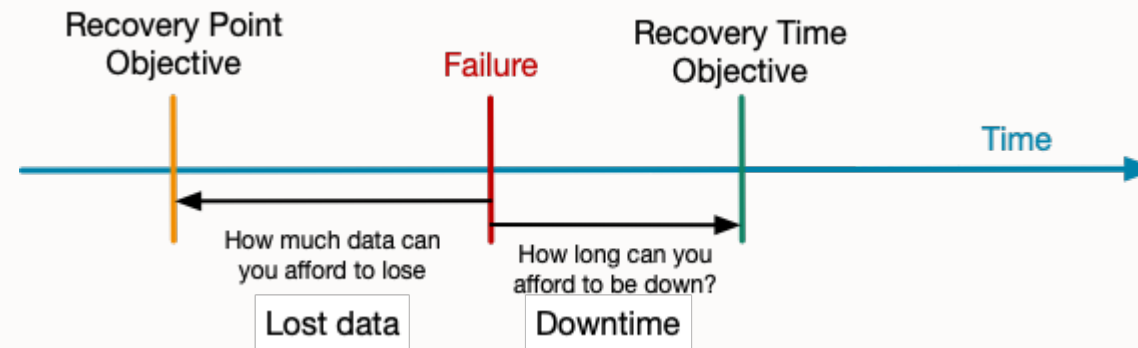 Recovery Point
Objective
Failure
Recovery Time
Objective
Time
How much data can
you afford to lose
How long can you
afford to be down?
Lost data
Downtime